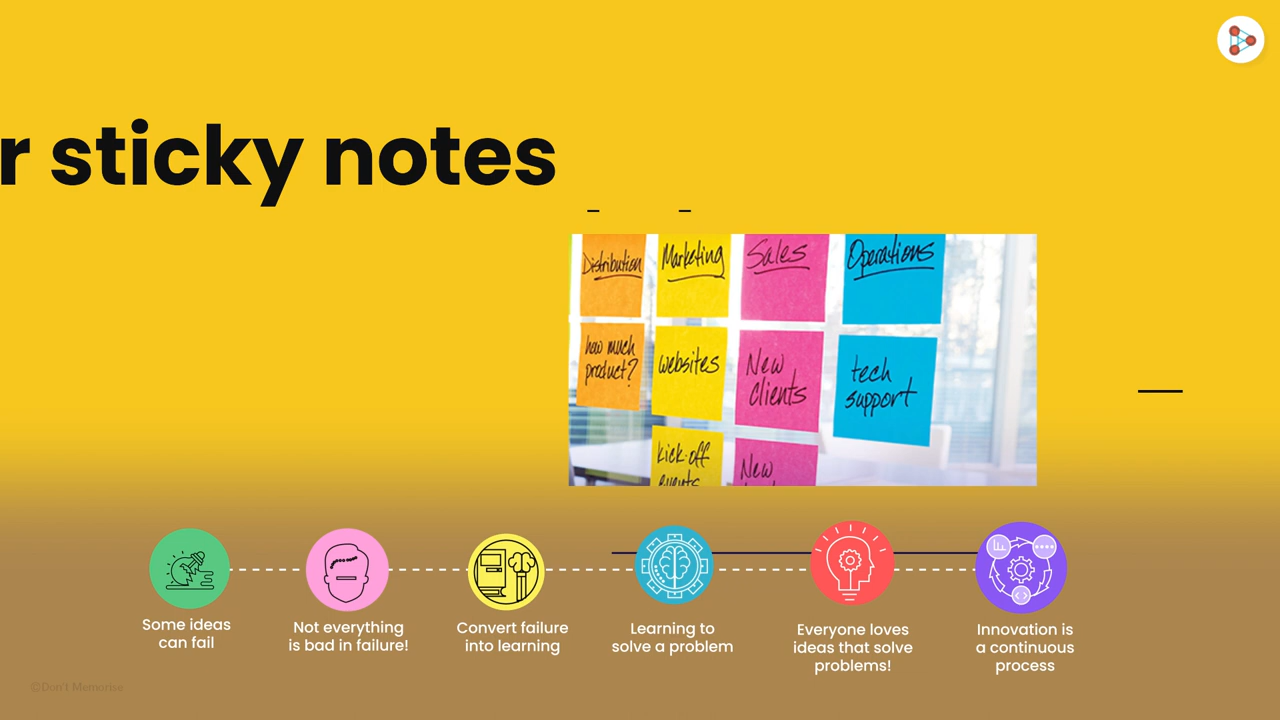 r sticky notes
Distribution
Marketing
Sales
Operations
how much
product?
websites
New
clients
tech
support
kick-off
events
New
Some ideas
can fail
Not everything
is bad in failure!
Convert failure
into learning
Learning to
solve a problem
Everyone loves
ideas that solve
problems!
Innovation is
a continuous
process
©Don't Memorise